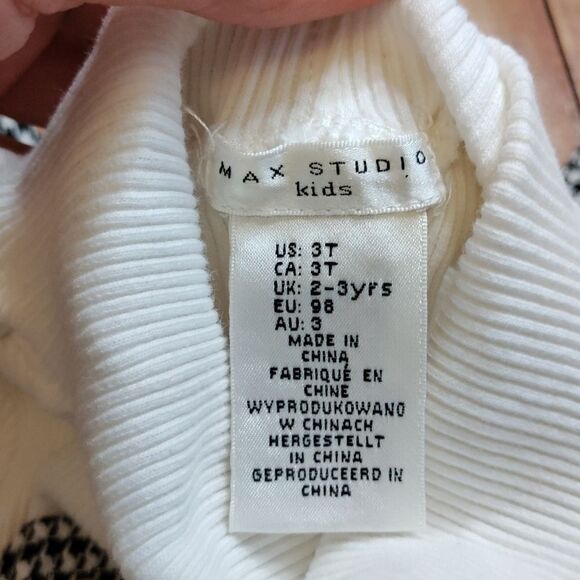 MAX STUDIO
kids
US: 3T
CA: 3T
UK: 2-3yrs
EU: 98
AU: 3
MADE IN
CHINA
FABRIQUÉ EN
CHINE
WYPRODUKOWANO
W CHINACH
HERGESTELLT
IN CHINA
GEPRODUCEERD IN
CHINA